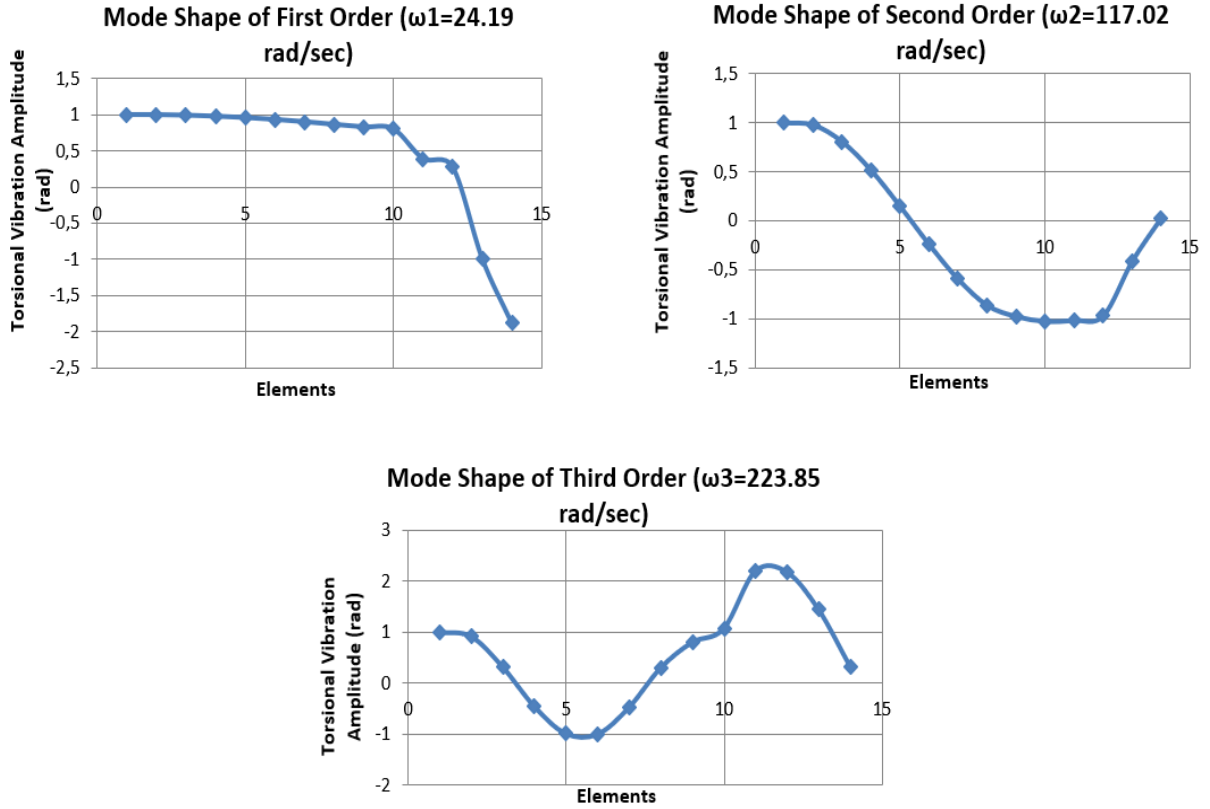 Mode Shape of First Order (ω1=24.19
rad/sec)
Torsional Vibration Amplitude
(rad)
1,5
1
0,5
0
-0,5
-1
-1,5
-2
-2,5
0
5
10
15
Elements
Mode Shape of Second Order (ω2=117.02
rad/sec)
Torsional Vibration Amplitude
(rad)
1,5
1
0,5
0
-0,5
-1
-1,5
0
5
10
15
Elements
Mode Shape of Third Order (ω3=223.85
rad/sec)
Torsional Vibration
Amplitude (rad)
3
2
1
0
-1
-2
0
5
10
15
Elements